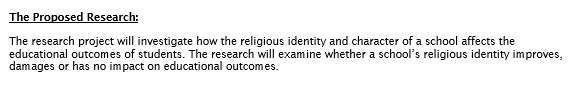 The Proposed Research:
The research project will investigate how the religious identity and character of a school affects the
educational outcomes of students. The research will examine whether a school's religious identity improves,
damages or has no impact on educational outcomes.